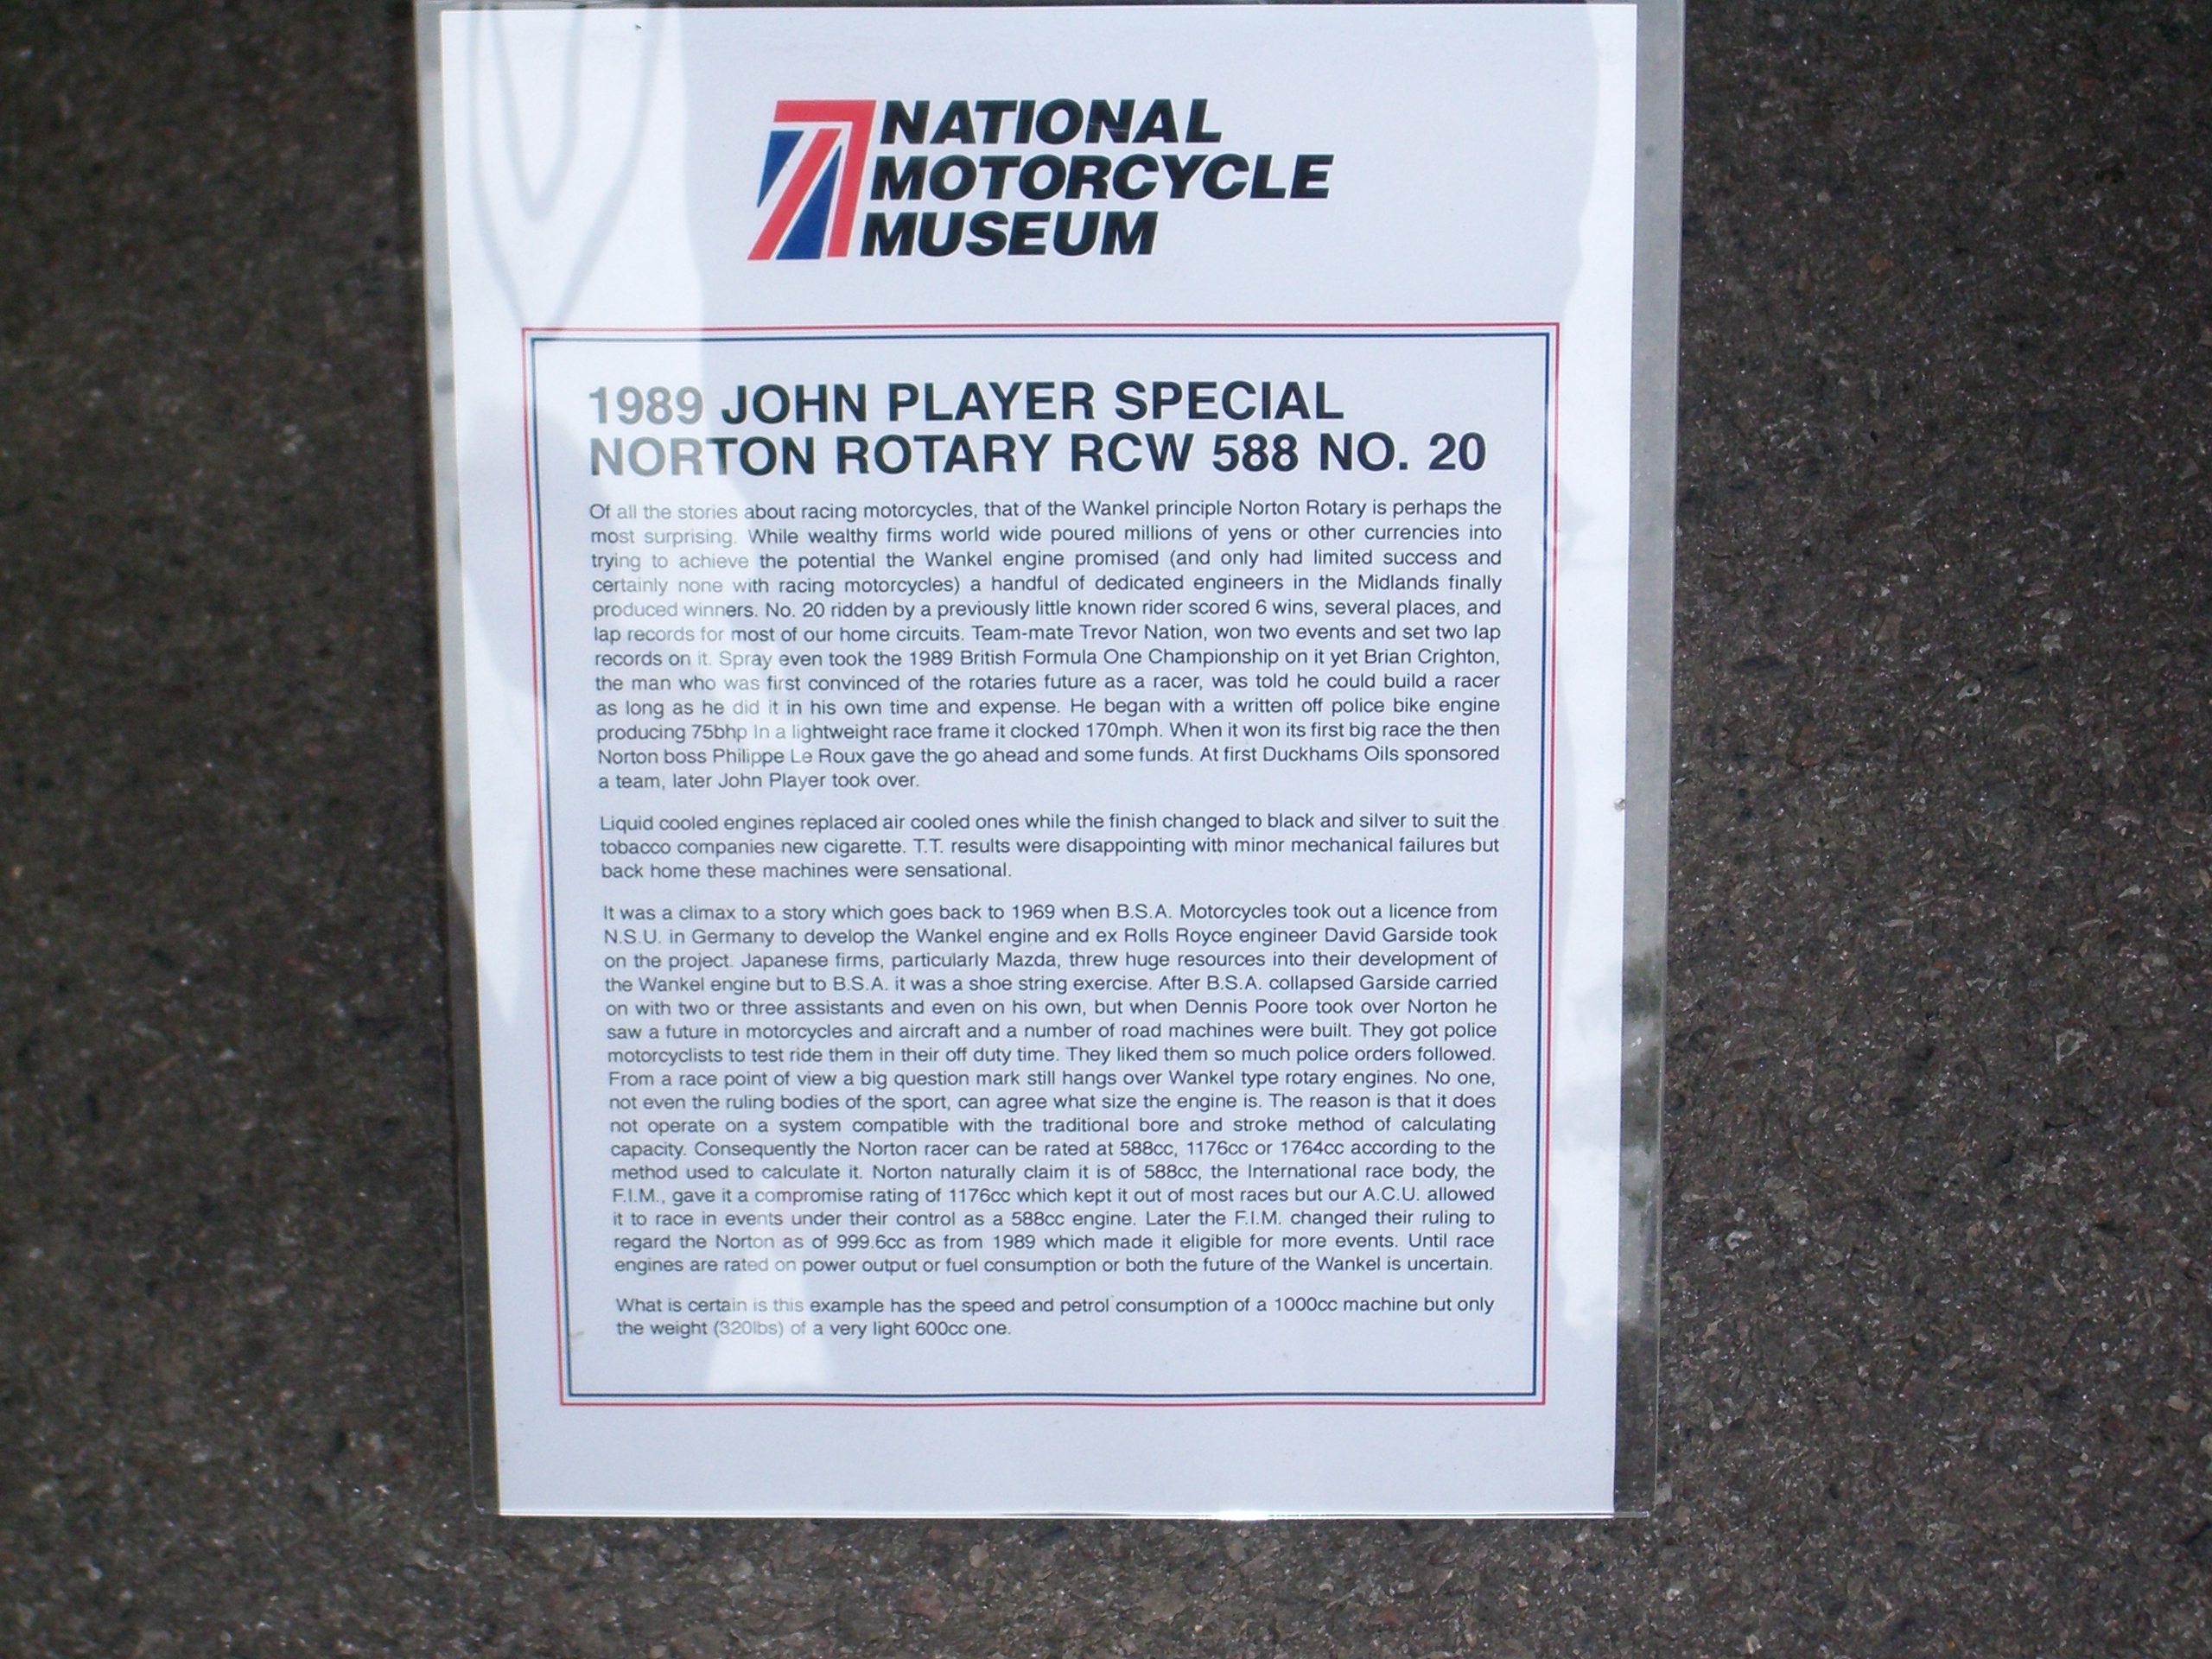 NATIONAL
MOTORCYCLE
MUSEUM
1989 JOHN PLAYER SPECIAL
NORTON ROTARY RCW 588 NO. 20
Of all the stories about racing motorcycles, that of the Wankel principle Norton Rotary is perhaps the
most surprising. While wealthy firms world wide poured millions of yens or other currencies into
trying to achieve the potential the Wankel engine promised (and only had limited success and
certainly none with racing motorcycles) a handful of dedicated engineers in the Midlands finally
produced winners. No. 20 ridden by a previously little known rider scored 6 wins, several places, and
lap records for most of our home circuits. Team-mate Trevor Nation, won two events and set two lap
records on it. Spray even took the 1989 British Formula One Championship on it yet Brian Crighton,
the man who was first convinced of the rotaries future as a racer, was told he could build a racer
as long as he did it in his own time and expense. He began with a written off police bike engine
producing 75bhp In a lightweight race frame it clocked 170mph. When it won its first big race the then
Norton boss Philippe Le Roux gave the go ahead and some funds. At first Duckhams Oils sponsored
a team, later John Player took over.
Liquid cooled engines replaced air cooled ones while the finish changed to black and silver to suit the
tobacco companies new cigarette. T.T. results were disappointing with minor mechanical failures but
back home these machines were sensational.
It was a climax to a story which goes back to 1969 when B.S.A. Motorcycles took out a licence from
N.S.U. in Germany to develop the Wankel engine and ex Rolls Royce engineer David Garside took
on the project. Japanese firms, particularly Mazda, threw huge resources into their development of
the Wankel engine but to B.S.A. it was a shoe string exercise. After B.S.A. collapsed Garside carried
on with two or three assistants and even on his own, but when Dennis Poore took over Norton he
saw a future in motorcycles and aircraft and a number of road machines were built. They got police
motorcyclists to test ride them in their off duty time. They liked them so much police orders followed.
From a race point of view a big question mark still hangs over Wankel type rotary engines. No one,
not even the ruling bodies of the sport, can agree what size the engine is. The reason is that it does
not operate on a system compatible with the traditional bore and stroke method of calculating
capacity. Consequently the Norton racer can be rated at 588cc, 1176cc or 1764cc according to the
method used to calculate it. Norton naturally claim it is of 588cc, the International race body, the
F.I.M., gave it a compromise rating of 1176cc which kept it out of most races but our A.C.U. allowed
it to race in events under their control as a 588cc engine. Later the F.I.M. changed their ruling to
regard the Norton as of 999.6cc as from 1989 which made it eligible for more events. Until race
engines are rated on power output or fuel consumption or both the future of the Wankel is uncertain.
What is certain is this example has the speed and petrol consumption of a 1000cc machine but only
the weight (320lbs) of a very light 600cc one.